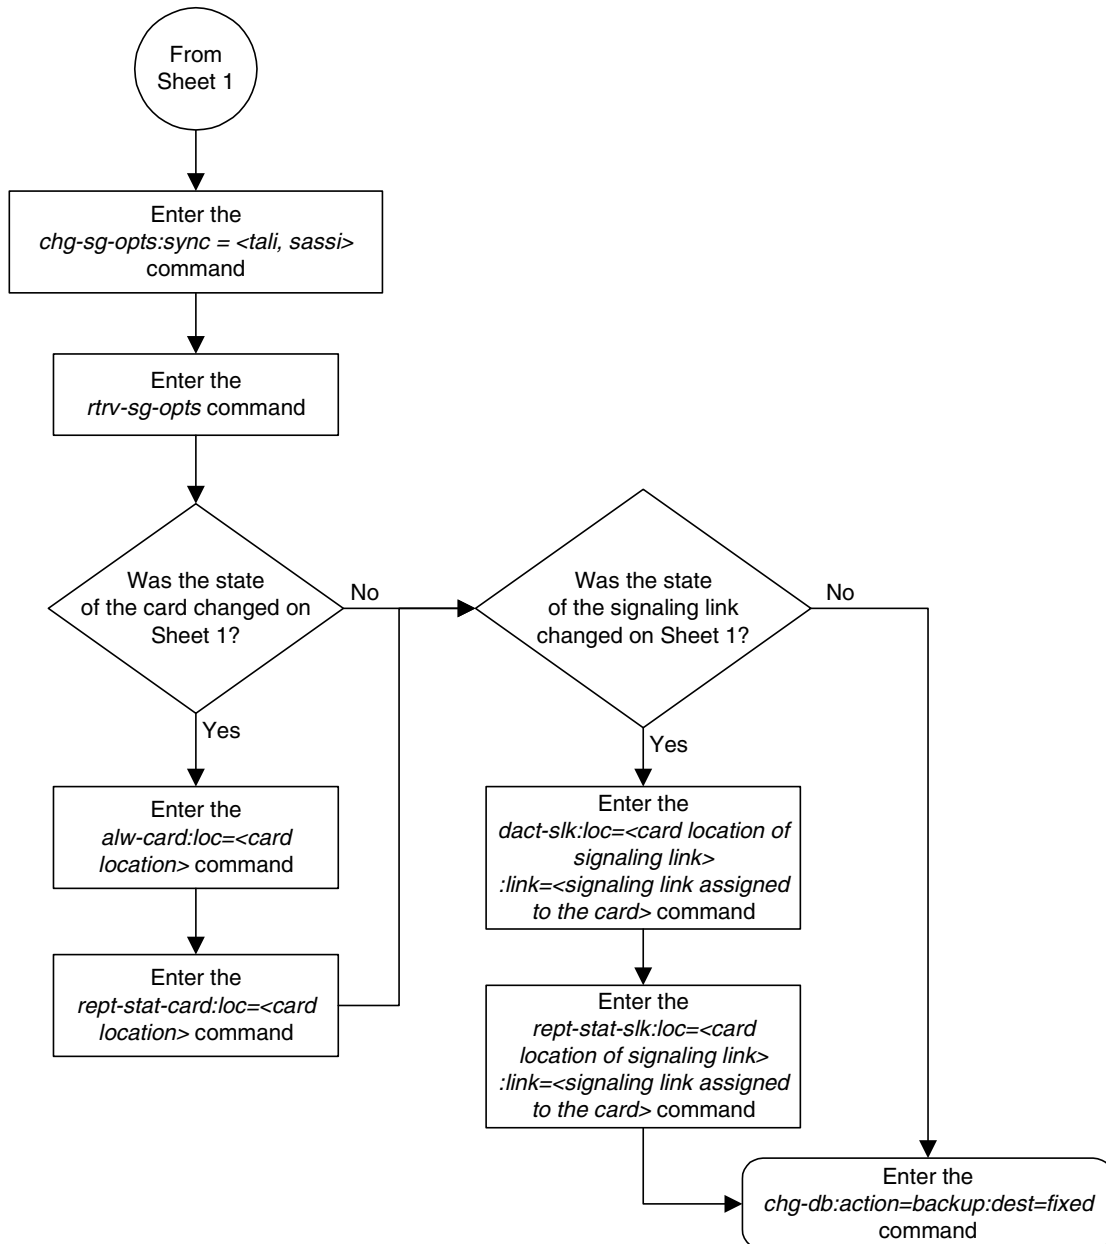 From
Sheet 1
Enter the
chg-sg-opts:sync = <tali, sassi>
command
Enter the
rtrv-sg-opts command
Was the state
of the card changed on
Sheet 1?
No
Yes
Enter the
alw-card:loc=<card
location> command
Enter the
rept-stat-card:loc=<card
location> command
Was the state
of the signaling link
changed on Sheet 1?
No
Yes
Enter the
dact-slk:loc=<card location of
signaling link>
:link=<signaling link assigned
to the card> command
Enter the
rept-stat-slk:loc=<card
location of signaling link>
:link=<signaling link assigned
to the card> command
Enter the
chg-db:action=backup:dest=fixed
command